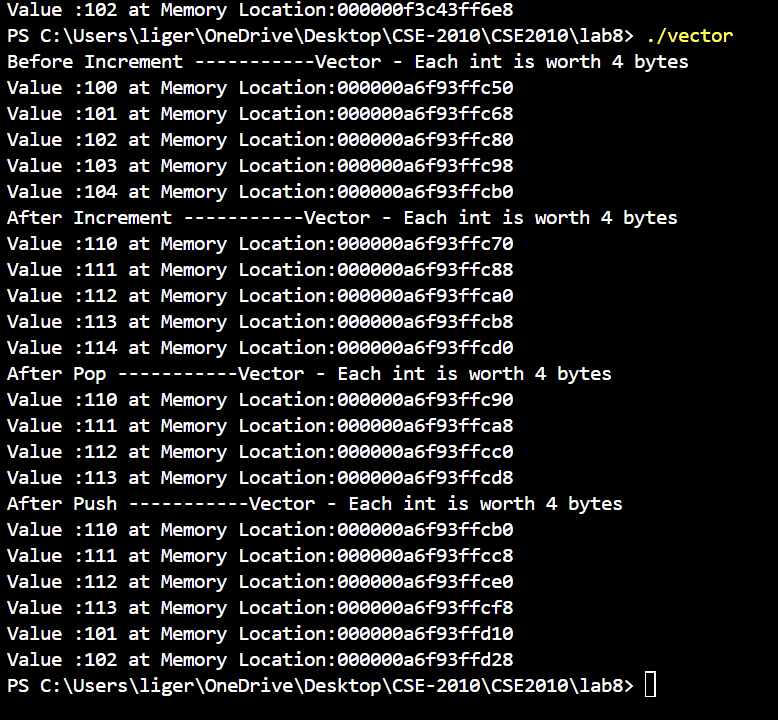 Value :102 at Memory Location:000000f3c43ff6e8
PS C:\Users\liger\OneDrive\Desktop\CSE-2010\CSE2010\lab8> ./vector
Before Increment -----------Vector - Each int is worth 4 bytes
Value :100 at Memory Location:000000a6f93ffc50
Value :101 at Memory Location:000000a6f93ffc68
Value :102 at Memory Location:000000a6f93ffc80
Value :103 at Memory Location:000000a6f93ffc98
Value :104 at Memory Location:000000a6f93ffcb0
After Increment -----------Vector - Each int is worth 4 bytes
Value :110 at Memory Location:000000a6f93ffc70
Value :111 at Memory Location:000000a6f93ffc88
Value :112 at Memory Location:000000a6f93ffca0
Value :113 at Memory Location:000000a6f93ffcb8
Value :114 at Memory Location:000000a6f93ffcd0
After Pop -----------Vector - Each int is worth 4 bytes
Value :110 at Memory Location:000000a6f93ffc90
Value :111 at Memory Location:000000a6f93ffca8
Value :112 at Memory Location:000000a6f93ffcc0
Value :113 at Memory Location:000000a6f93ffcd8
After Push -----------Vector - Each int is worth 4 bytes
Value :110 at Memory Location:000000a6f93ffcb0
Value :111 at Memory Location:000000a6f93ffcc8
Value :112 at Memory Location:000000a6f93ffce0
Value :113 at Memory Location:000000a6f93ffcf8
Value :101 at Memory Location:000000a6f93ffd10
Value :102 at Memory Location:000000a6f93ffd28
PS C:\Users\liger\OneDrive\Desktop\CSE-2010\CSE2010\lab8>